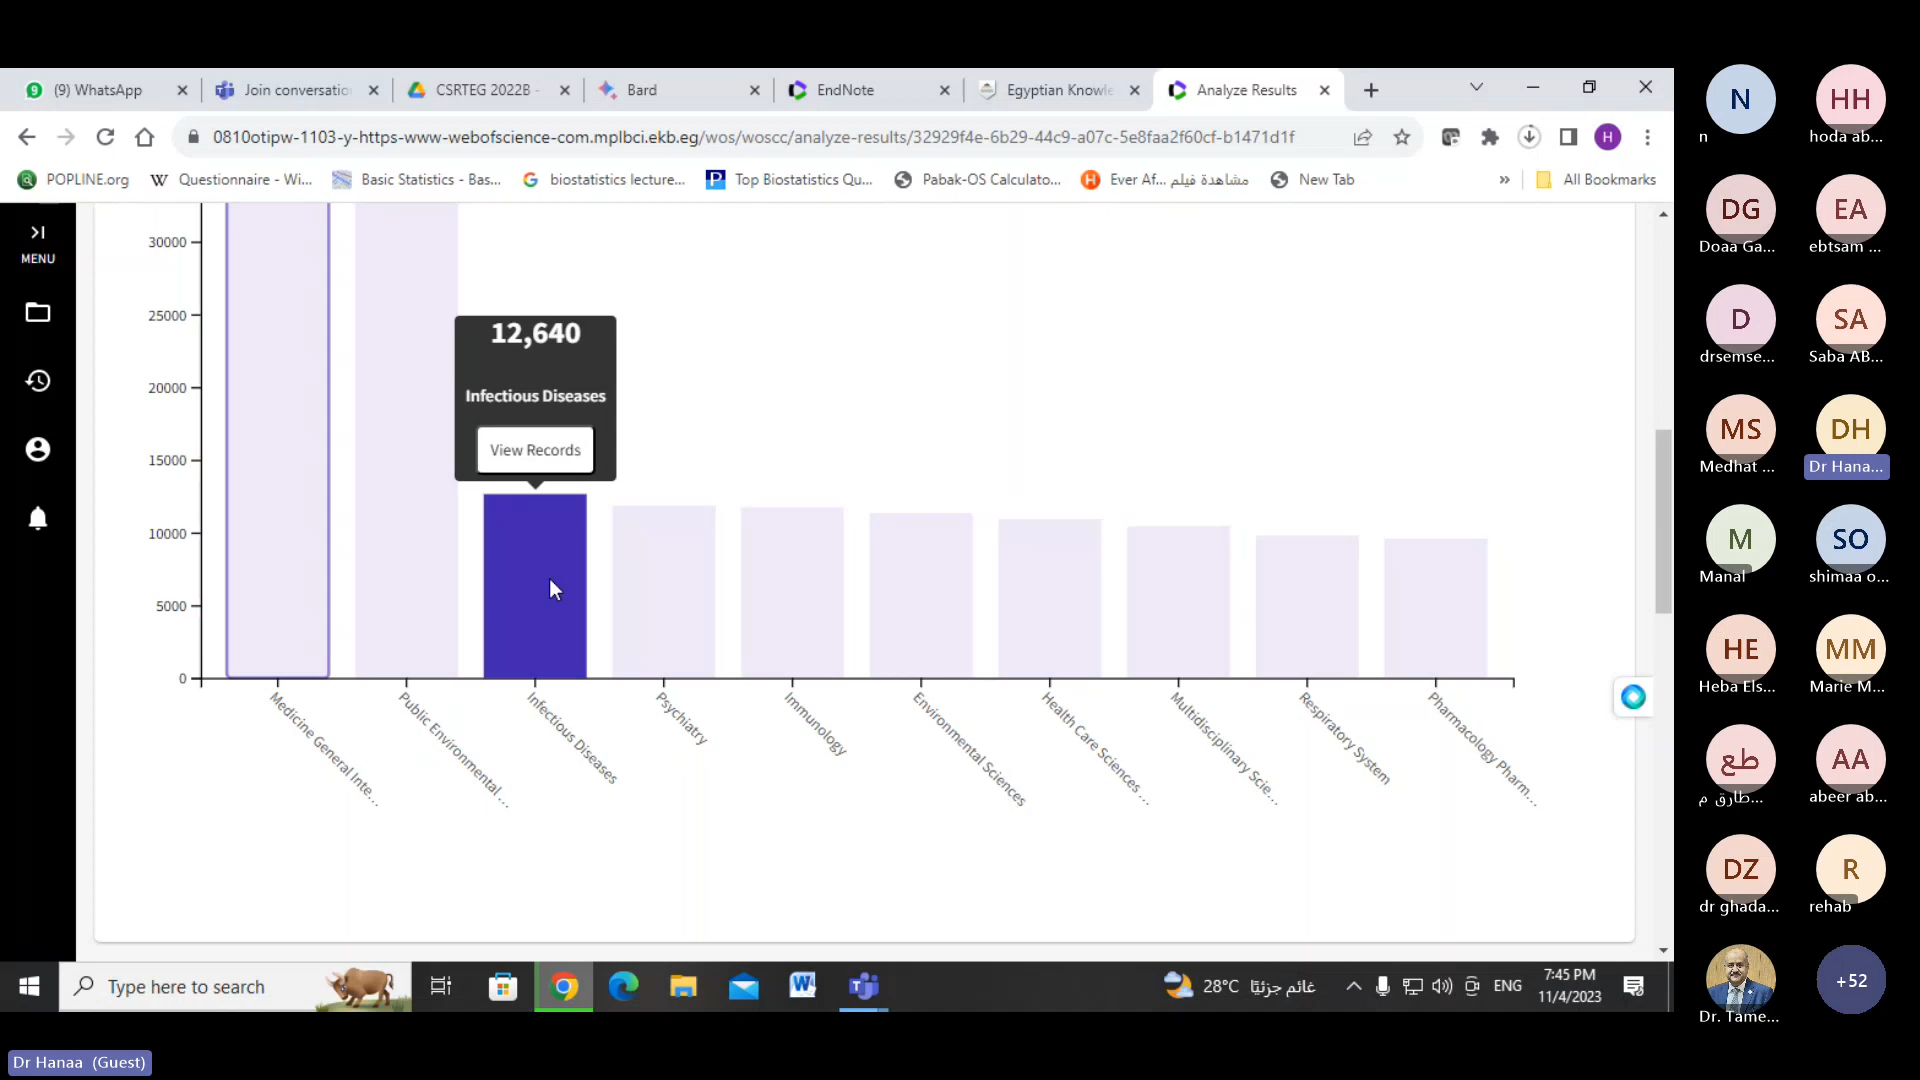 (9) WhatsApp
Join conversatio
CSRTEG 2022B -
Bard
EndNote
Egyptian Knowle
Analyze Results
0810otipw-1103-y-https-www-webofscience-com.mplbci.ekb.eg/wos/woscc/analyze-results/32929f4e-6b29-44c9-a07c-5e8faa2f60cf-b1471d1f
H
POPLINE.org
Questionnaire - Wi...
Basic Statistics - Bas...
biostatistics lecture...
Top Biostatistics Qu...
Pabak-OS Calculato...
Ever Af... مشاهدة فيلم
New Tab
All Bookmarks
MENU
30000
25000
20000
15000
10000
5000
0
12,640
Infectious Diseases
View Records
Medicine General Inte...
Public Environmental ...
Infectious Diseases
Psychiatry
Immunology
Environmental Sciences
Health Care Sciences ...
Multidisciplinary Scie...
Respiratory System
Pharmacology Pharm...
Type here to search
28°C غائم جزئيًا
ENG
7:45 PM
11/4/2023
N
n
HH
hoda ab...
DG
Doaa Ga...
EA
ebtsam ...
D
drsemse...
SA
Saba AB...
MS
Medhat ...
DH
Dr Hana...
M
Manal
SO
shimaa o...
HE
Heba Els...
MM
Marie M...
طع
طارق م...
AA
abeer ab...
DZ
dr ghada...
R
rehab
Dr. Tame...
+52
Dr Hanaa (Guest)